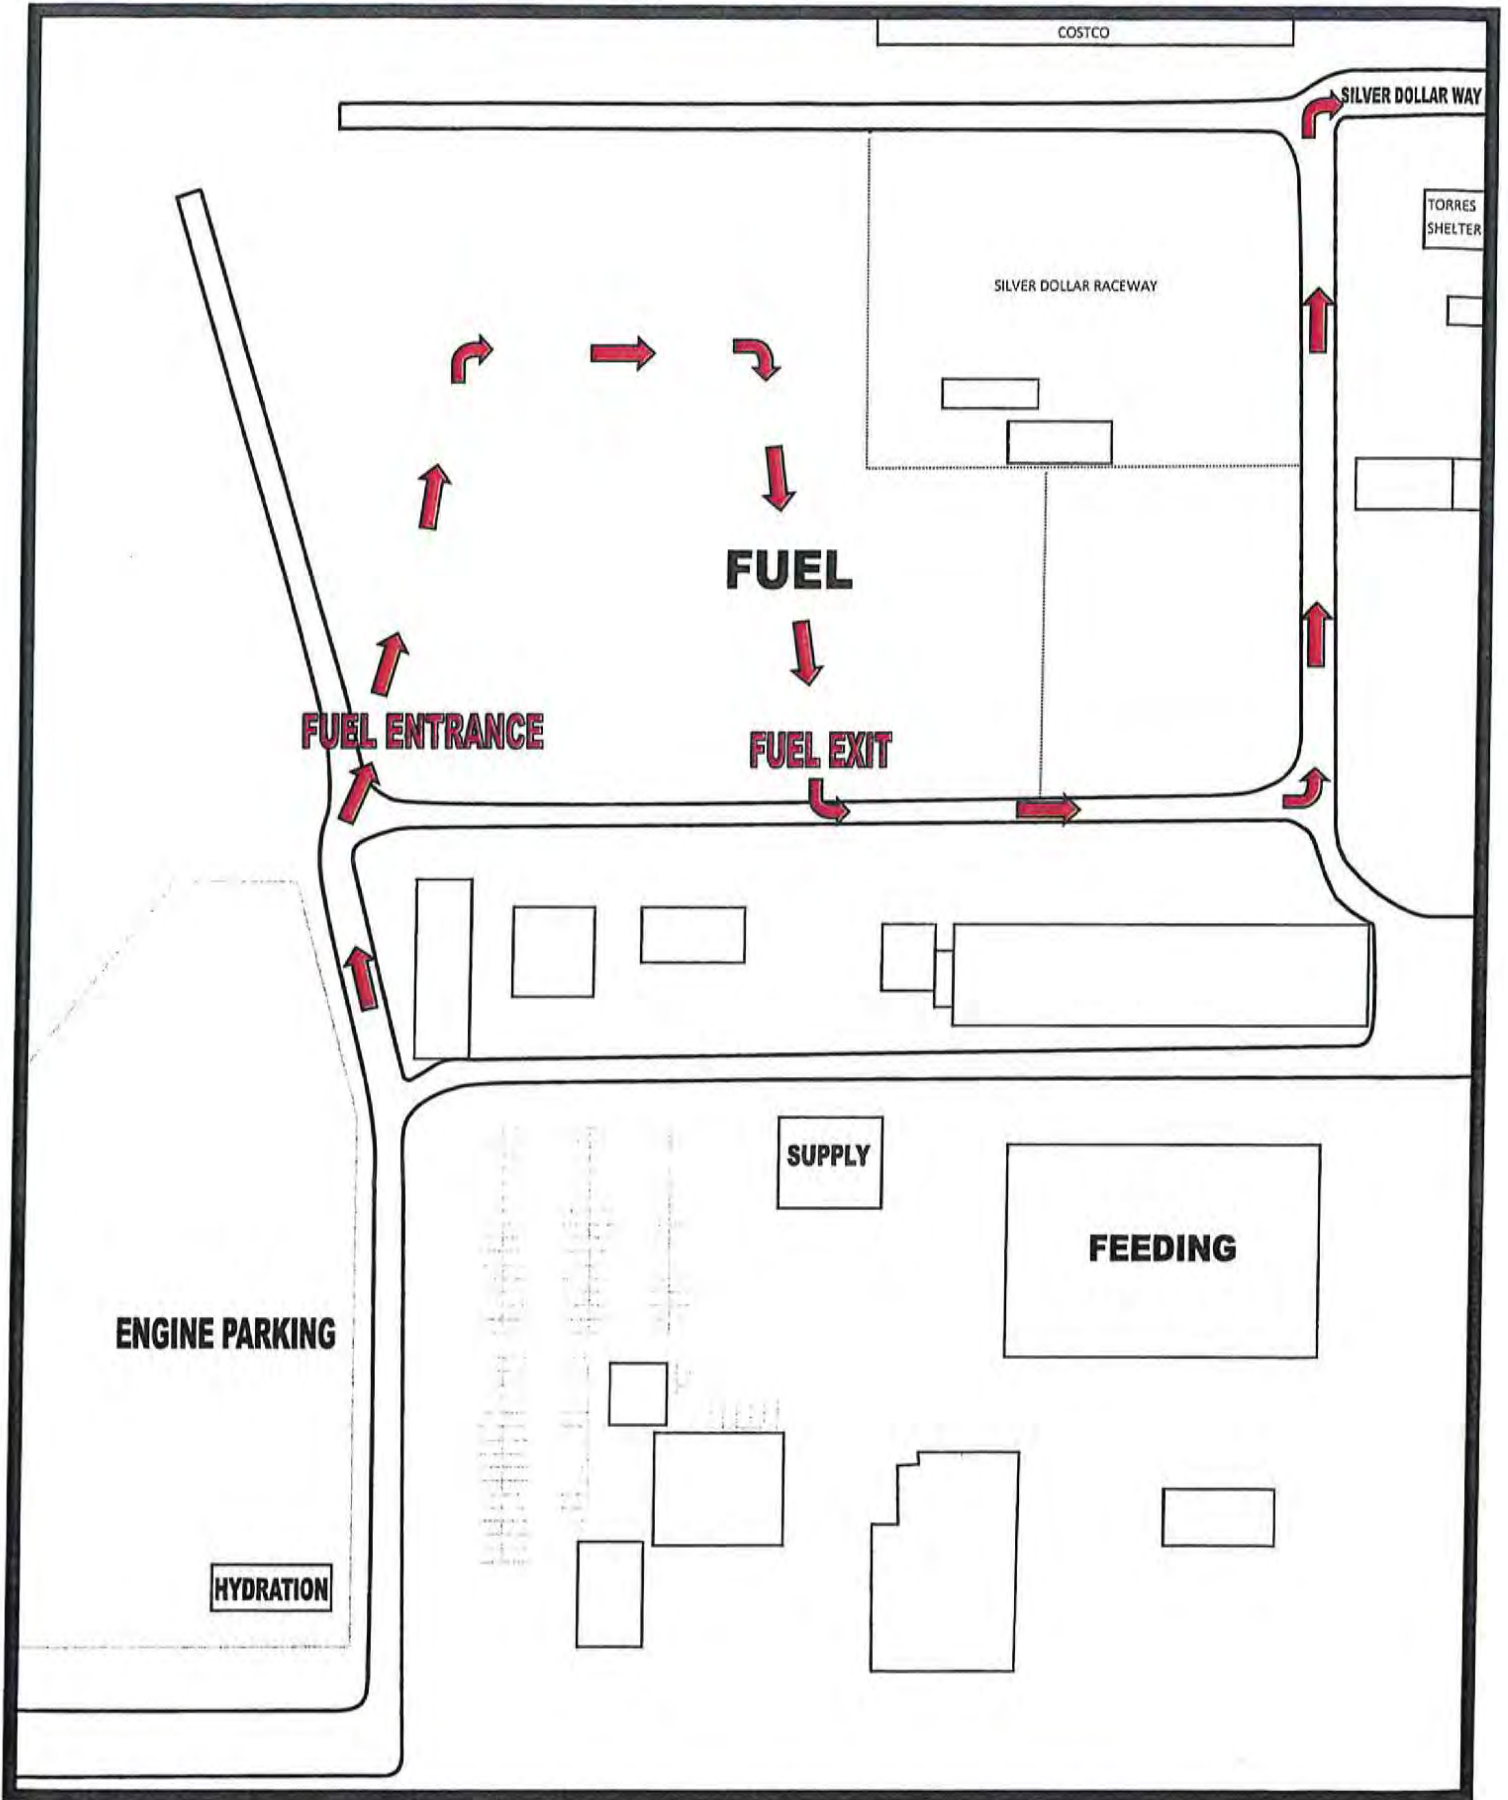 COSTCO
SILVER DOLLAR WAY
TORRES
SHELTER
SILVER DOLLAR RACEWAY
FUEL
FUEL ENTRANCE
FUEL EXIT
SUPPLY
FEEDING
ENGINE PARKING
HYDRATION